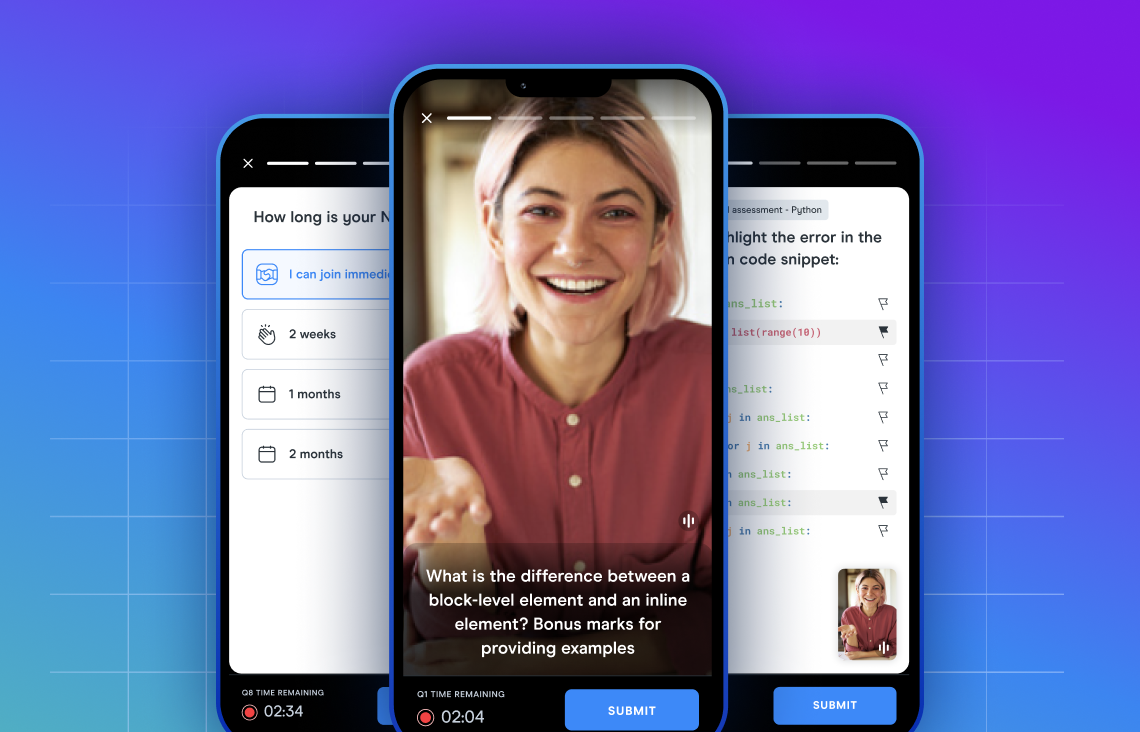 How long is your N
I can join immedi
2 weeks
1 months
2 months
Q8 TIME REMAINING
02:34
What is the difference between a
block-level element and an inline
element? Bonus marks for
providing examples
Q1 TIME REMAINING
02:04
SUBMIT
assessment - Python
hlight the error in the
code snippet:
ans_list:
list(range(10))
ns_list:
j in ans_list:
or j in ans_list:
ans_list:
ans_list:
j in ans_list:
SUBMIT